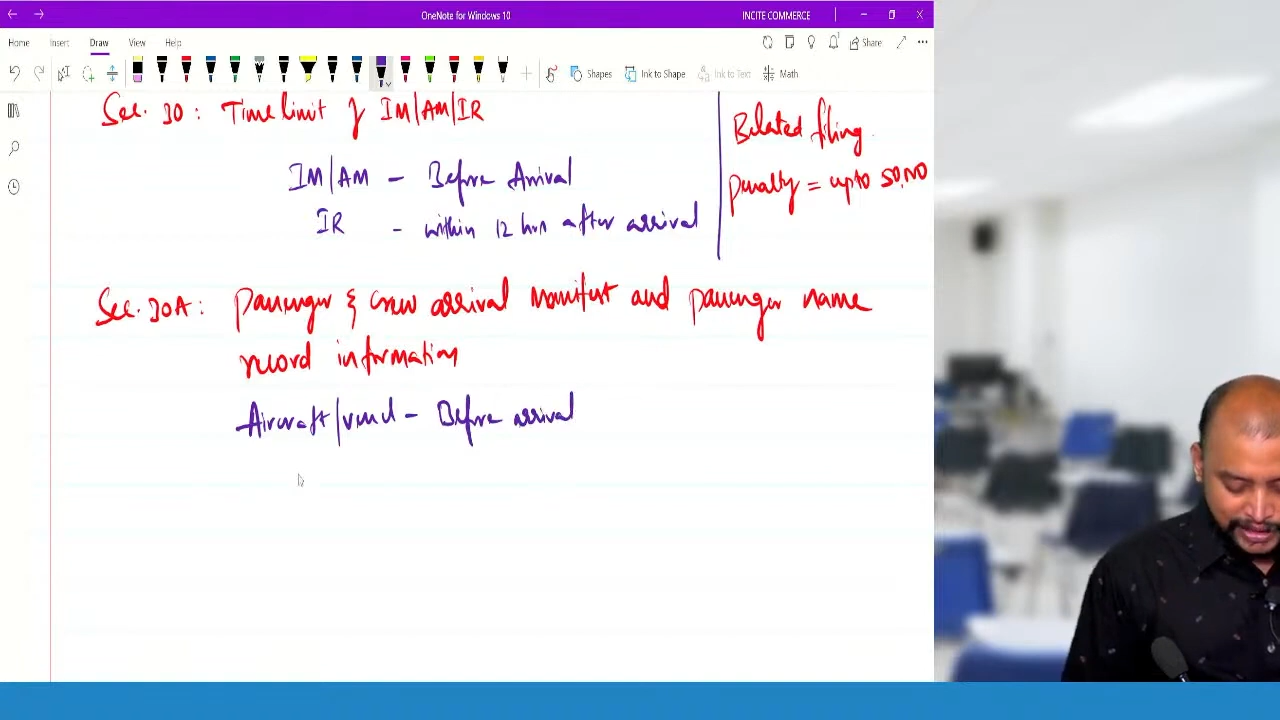 OneNote for Windows 10
INCITE COMMERCE
Home Insert Draw View Help
Share
Shapes
Ink to Shape
Ink to Text
Math
Sec. 30 : Time limit of IM/AM/IR
IM/AM - Before Arrival
IR - within 12 hrs after arrival
Belated filing
Penalty = upto 50,000
Sec. 30A : Passenger & crew arrival manifest and passenger name
record information
Aircraft/vessel - Before arrival